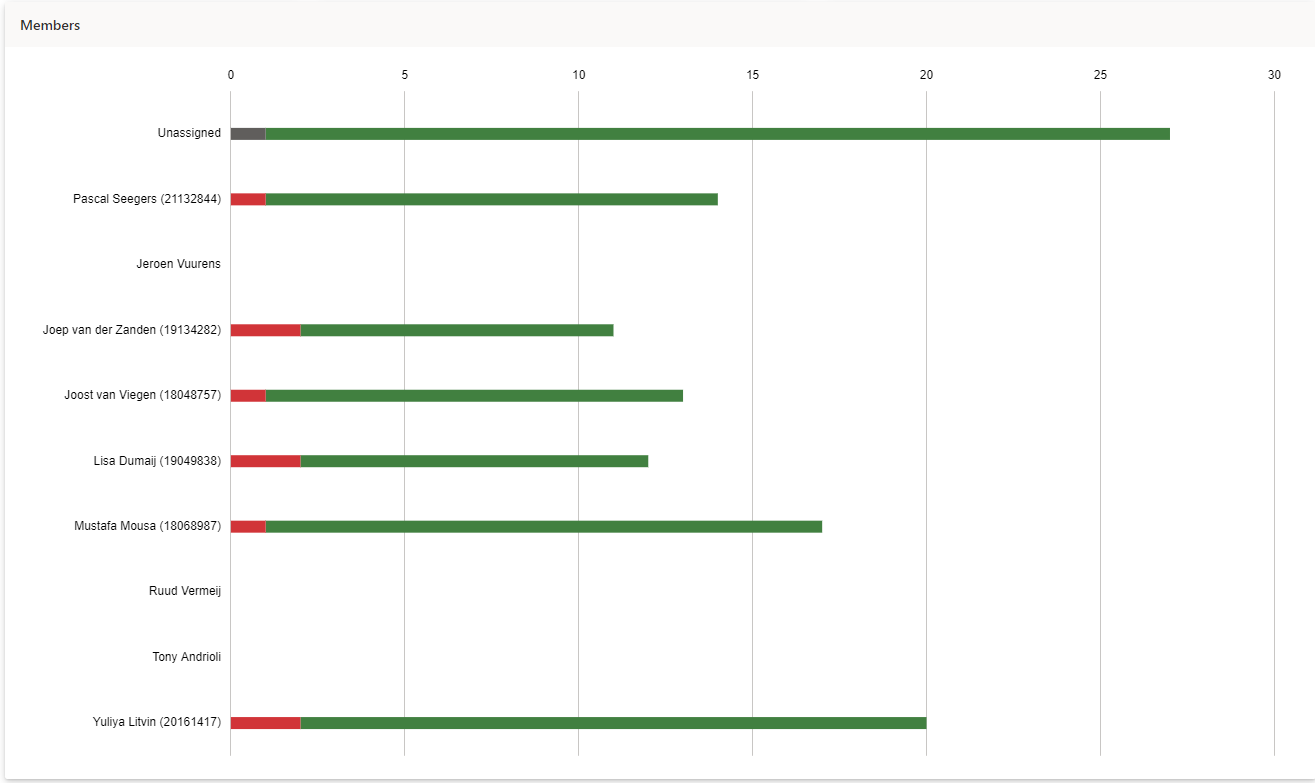 Members
0 5 10 15 20 25 30
Unassigned
Pascal Seegers (21132844)
Jeroen Vuurens
Joep van der Zanden (19134282)
Joost van Viegen (18048757)
Lisa Dumaij (19049838)
Mustafa Mousa (18068987)
Ruud Vermeij
Tony Andrioli
Yuliya Litvin (20161417)